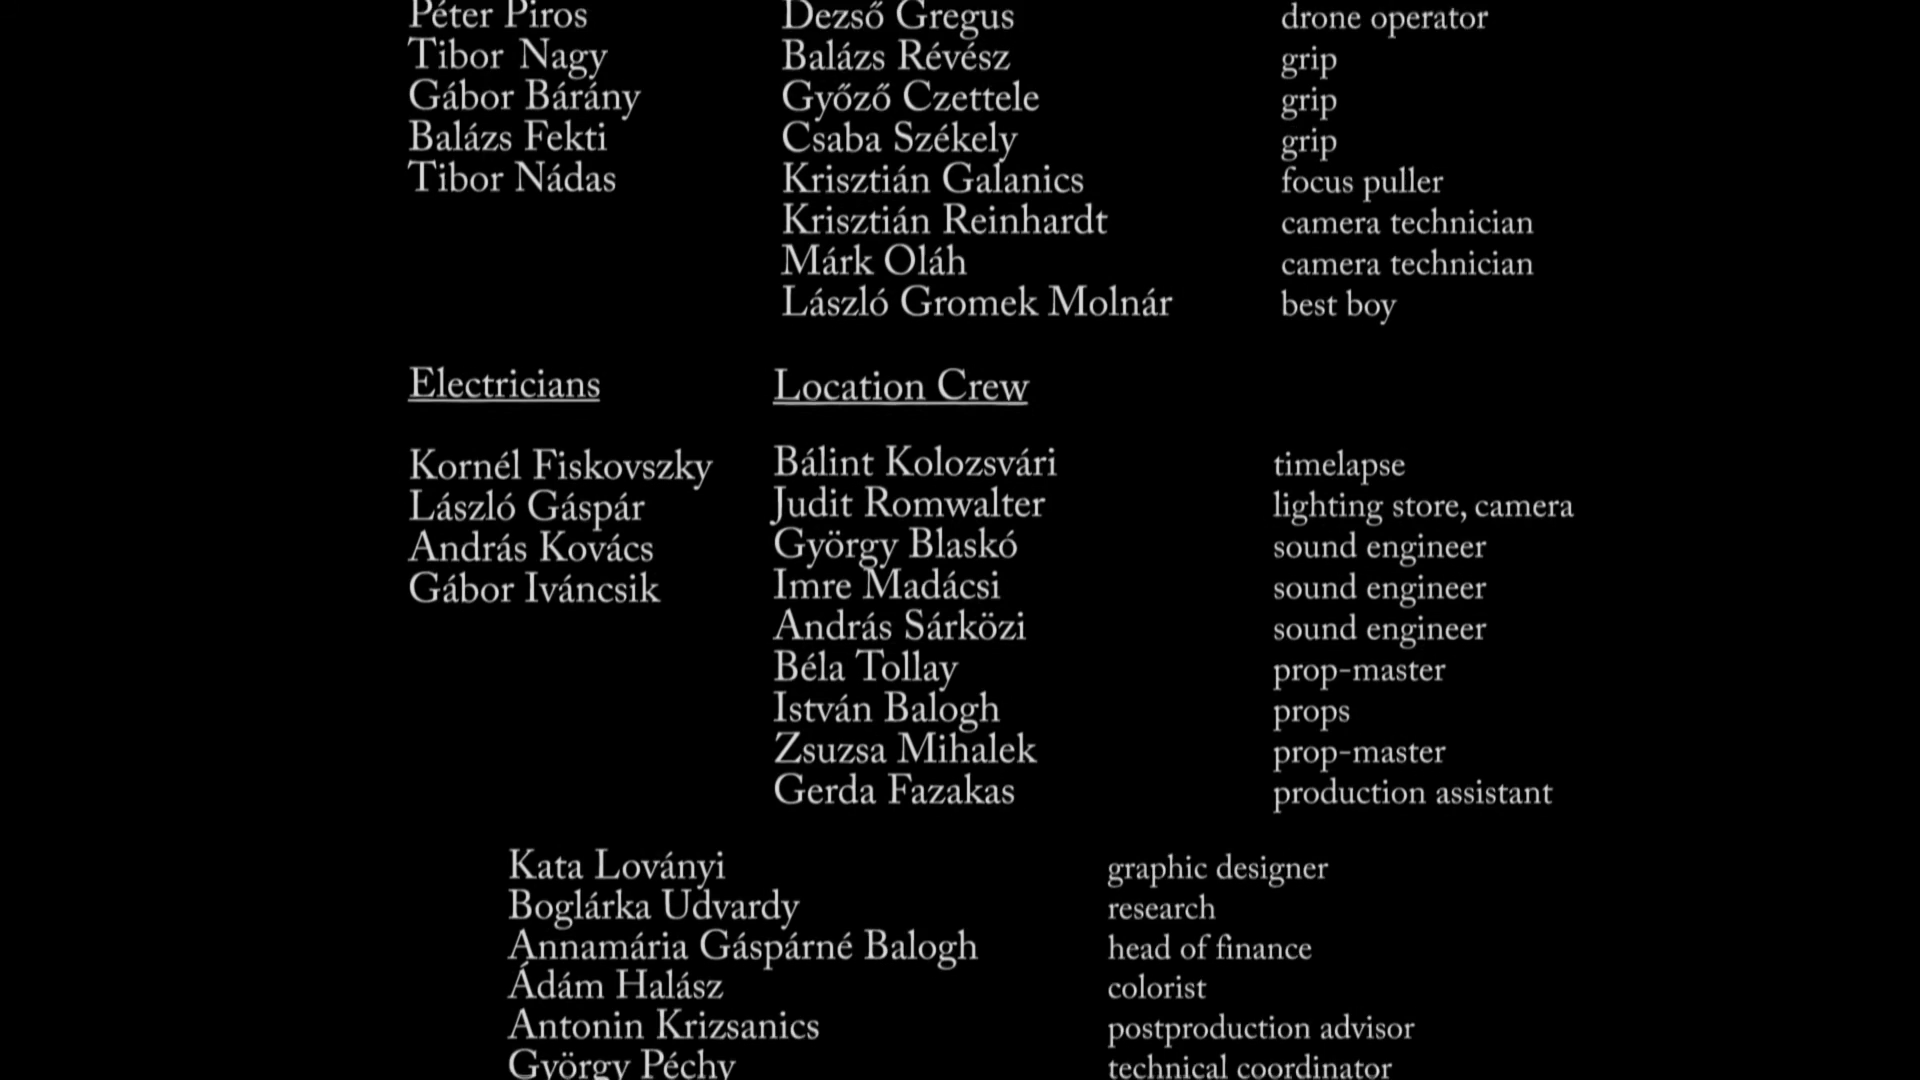 Péter Piros Dezső Gregus drone operator
Tibor Nagy Balázs Révész grip
Gábor Bárány Győző Czettele grip
Balázs Fekti Csaba Székely grip
Tibor Nádas Krisztián Galanics focus puller
Krisztián Reinhardt camera technician
Márk Oláh camera technician
László Gromek Molnár best boy
Electricians Location Crew
Kornél Fiskovszky Bálint Kolozsvári timelapse
László Gáspár Judit Romwalter lighting store, camera
András Kovács György Blaskó sound engineer
Gábor Iváncsik Imre Madácsi sound engineer
András Sárközi sound engineer
Béla Tollay prop-master
István Balogh props
Zsuzsa Mihalek prop-master
Gerda Fazakas production assistant
Kata Loványi graphic designer
Boglárka Udvardy research
Annamária Gáspárné Balogh head of finance
Ádám Halász colorist
Antonin Krizsanics postproduction advisor
György Péchy technical coordinator